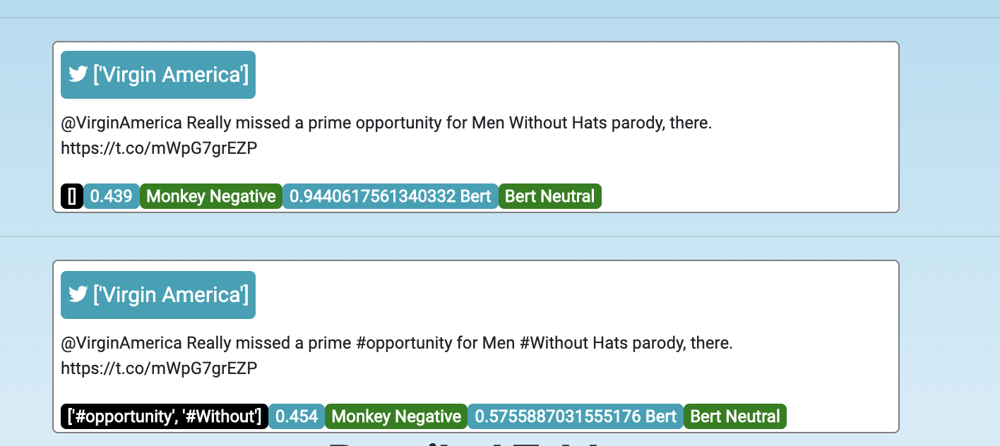 ['Virgin America']
@VirginAmerica Really missed a prime opportunity for Men Without Hats parody, there.
https://t.co/mWpG7grEZP
[] 0.439 Monkey Negative 0.9440617561340332 Bert Bert Neutral
['Virgin America']
@VirginAmerica Really missed a prime #opportunity for Men #Without Hats parody, there.
https://t.co/mWpG7grEZP
['#opportunity', '#Without'] 0.454 Monkey Negative 0.5755887031555176 Bert Bert Neutral